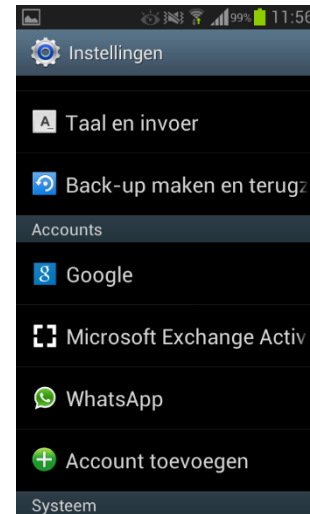 99% 11:56
Instellingen
A Taal en invoer
Back-up maken en terugz
Accounts
8 Google
Microsoft Exchange Activ
WhatsApp
Account toevoegen
Systeem